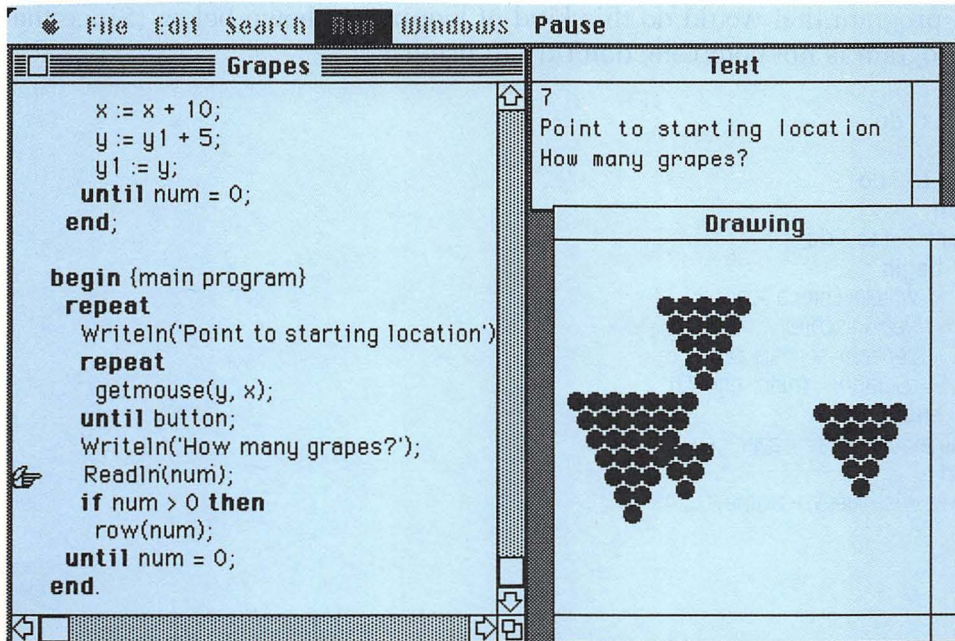 File Edit Search Run Windows Pause
Grapes
x := x + 10;
y := y1 + 5;
y1 := y;
until num = 0;
end;
begin {main program}
repeat
Writeln('Point to starting location')
repeat
getmouse(y, x);
until button;
Writeln('How many grapes?');
Readln(num);
if num > 0 then
row(num);
until num = 0;
end.
Text
7
Point to starting location
How many grapes?
Drawing